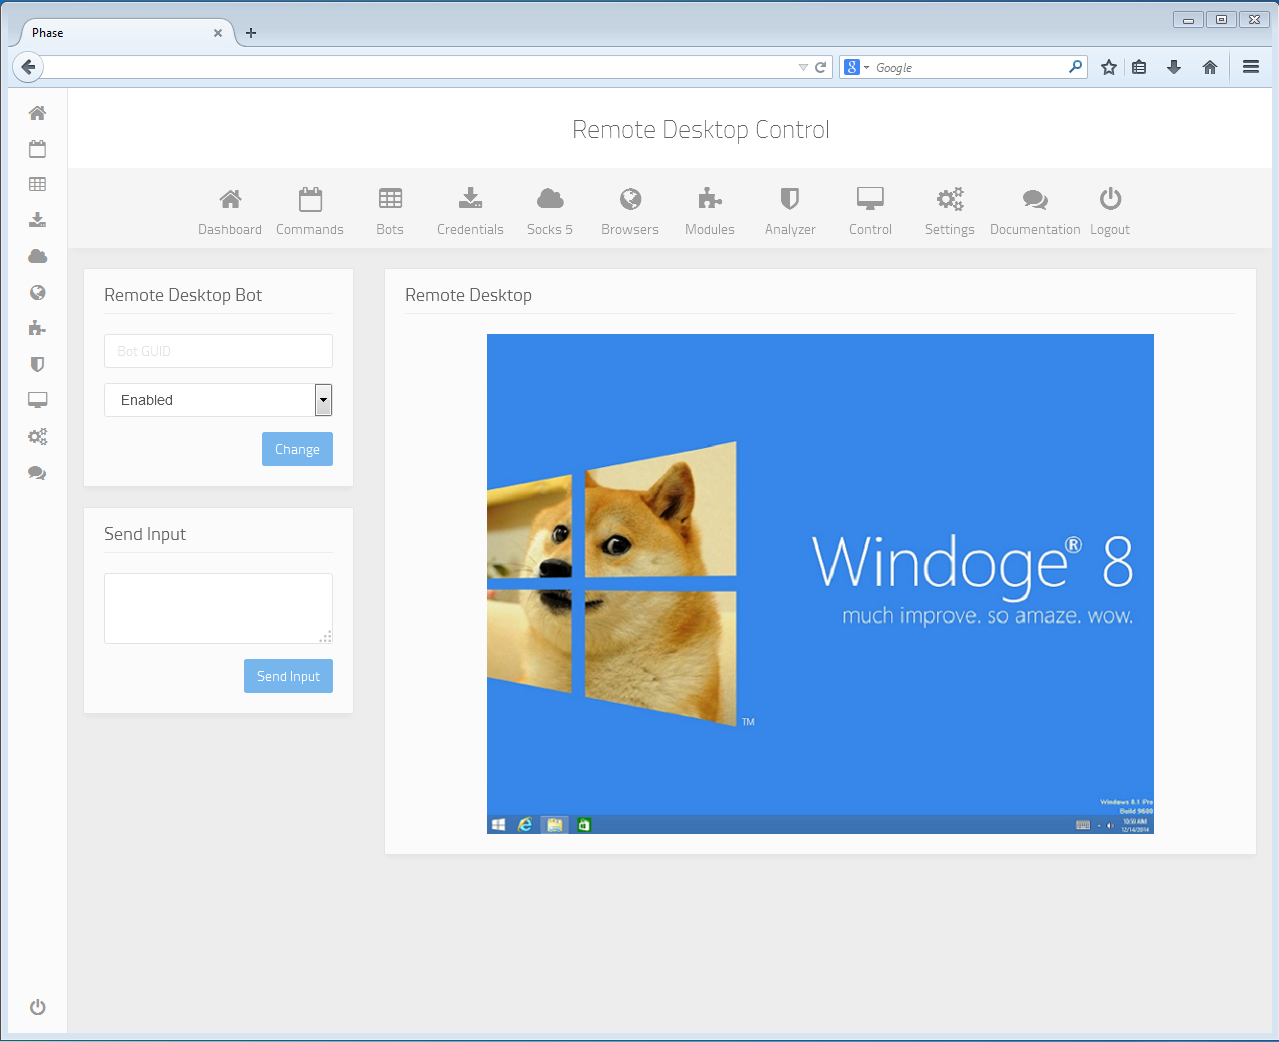 Phase
Google
Remote Desktop Control
Dashboard Commands Bots Credentials Socks 5 Browsers Modules Analyzer Control Settings Documentation Logout
Remote Desktop Bot
Bot GUID
Enabled
Change
Send Input
Send Input
Remote Desktop
Windoge® 8
much improve. so amaze. wow.
TM
Windows 8.1 Pro
Build 9600
10:50 AM
12/14/2014